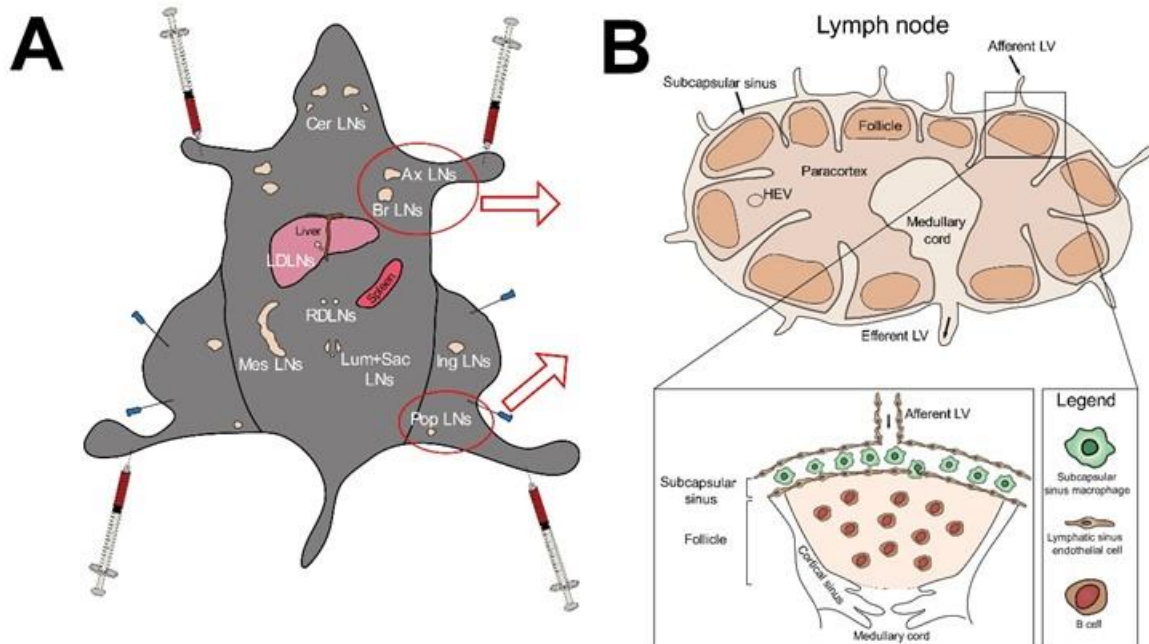 A
Cer LNs
Ax LNs
Br LNs
Liver
LDLNs
Spleen
RDLNs
Mes LNs
Lum+Sac
LNs
Ing LNs
Pop LNs
B
Lymph node
Afferent LV
Subcapsular sinus
Follicle
Paracortex
HEV
Medullary
cord
Efferent LV
Afferent LV
Subcapsular
sinus
Follicle
Cortical sinus
Medullary cord
Legend
Subcapsular
sinus macrophage
Lymphatic sinus
endothelial cell
B cell